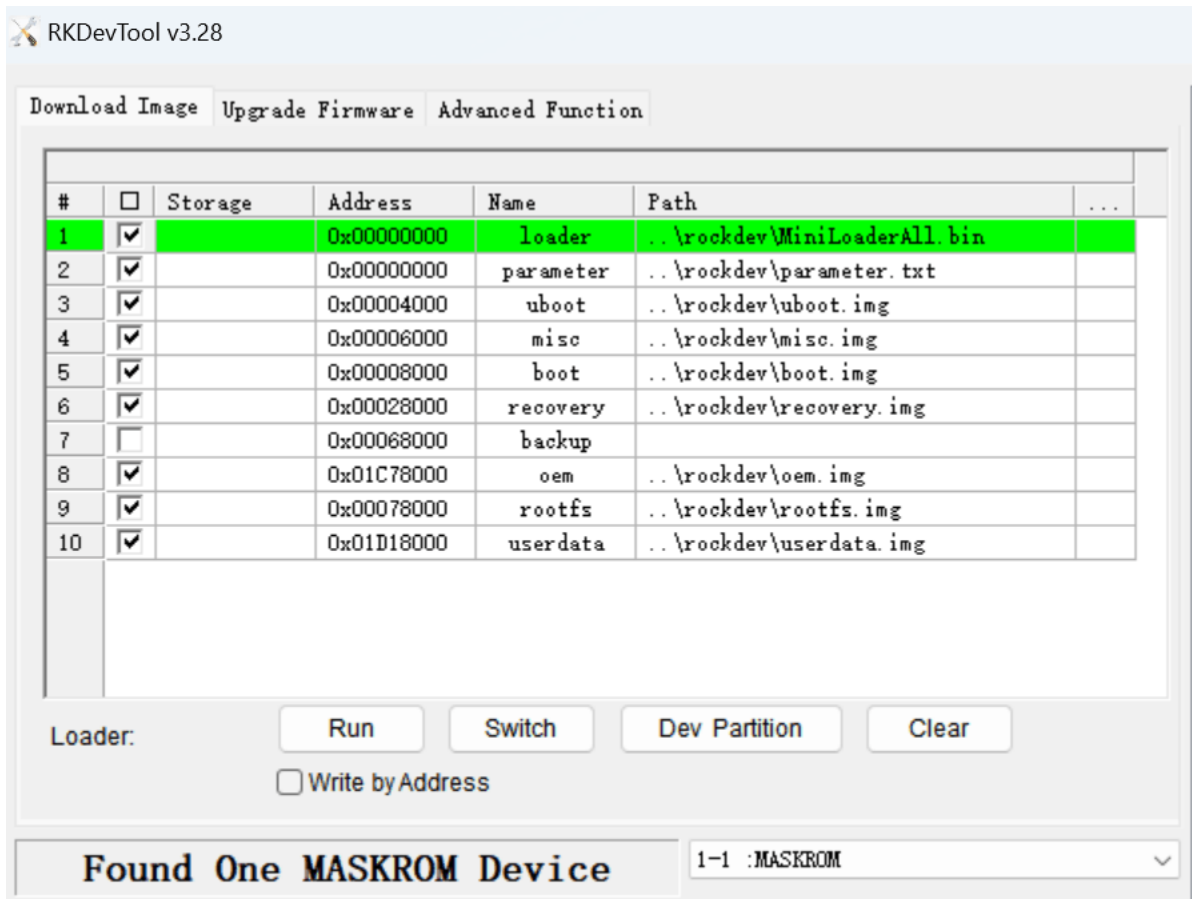 RKDevTool v3.28
Download Image Upgrade Firmware Advanced Function
# Storage Address Name Path ...
1 0x00000000 loader ..\rockdev\MiniLoaderAll.bin
2 0x00000000 parameter ..\rockdev\parameter.txt
3 0x00004000 uboot ..\rockdev\uboot.img
4 0x00006000 misc ..\rockdev\misc.img
5 0x00008000 boot ..\rockdev\boot.img
6 0x00028000 recovery ..\rockdev\recovery.img
7 0x00068000 backup
8 0x01C78000 oem ..\rockdev\oem.img
9 0x00078000 rootfs ..\rockdev\rootfs.img
10 0x01D18000 userdata ..\rockdev\userdata.img
Loader: Run Switch Dev Partition Clear
Write by Address
Found One MASKROM Device 1-1 :MASKROM